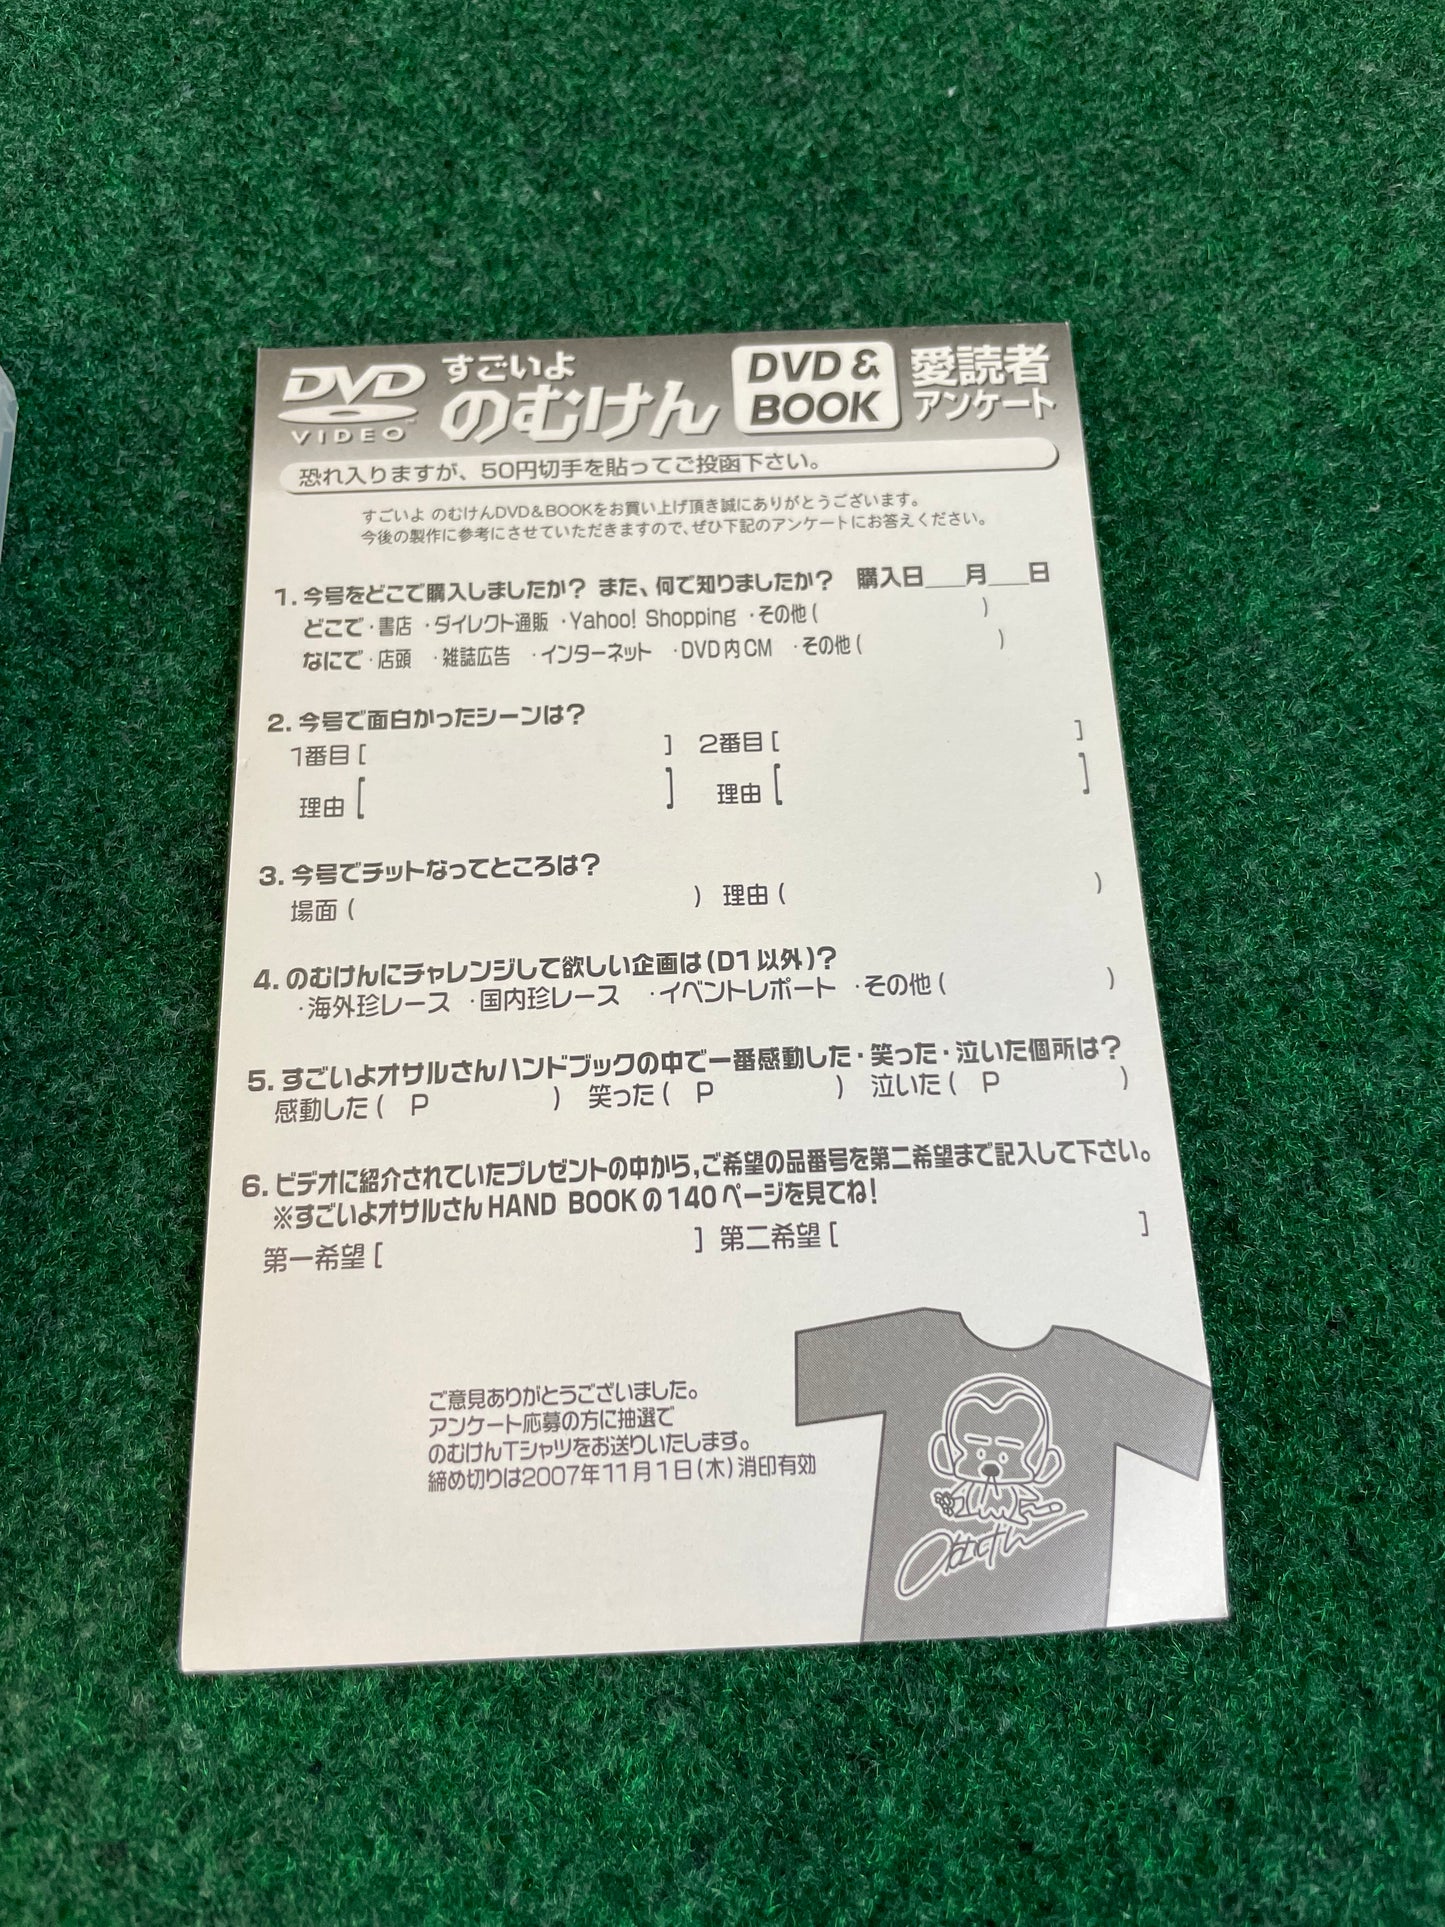 DVD VIDEO
すごいよ
のむけん
DVD &
BOOK
愛読者
アンケート
恐れ入りますが、50円切手を貼ってご投函下さい。
すごいよ のむけんDVD&BOOKをお買い上げ頂き誠にありがとうございます。
今後の製作に参考にさせていただきますので、ぜひ下記のアンケートにお答えください。
1. 今号をどこで購入しましたか？ また、何で知りましたか？ 購入日___月___日
どこで・書店 ・ダイレクト通販 ・Yahoo! Shopping ・その他( )
なにで・店頭 ・雑誌広告 ・インターネット ・DVD内CM ・その他( )
2. 今号で面白かったシーンは？
1番目[ ] 2番目[ ]
理由[ ] 理由[ ]
3. 今号でチットなってところは？
場面( ) 理由( )
4. のむけんにチャレンジして欲しい企画は(D1以外)？
・海外珍レース ・国内珍レース ・イベントレポート ・その他( )
5. すごいよオサルさんハンドブックの中で一番感動した・笑った・泣いた個所は？
感動した( P ) 笑った( P ) 泣いた( P )
6. ビデオに紹介されていたプレゼントの中から,ご希望の品番号を第二希望まで記入して下さい。
※すごいよオサルさんHAND BOOKの140ページを見てね！
第一希望[ ] 第二希望[ ]
ご意見ありがとうございました。
アンケート応募の方に抽選で
のむけんTシャツをお送りいたします。
締め切りは2007年11月1日(木)消印有効
のむけん